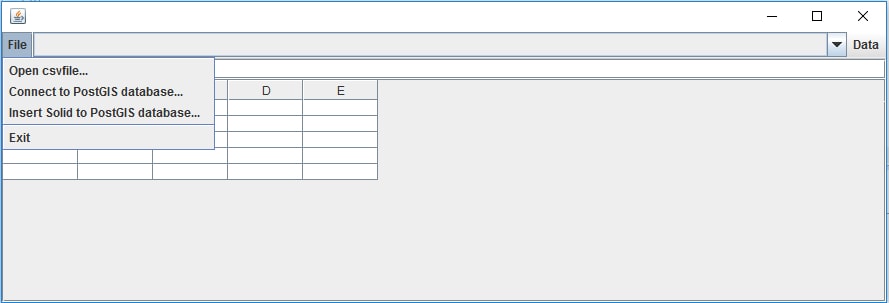 File Data
Open csvfile...
Connect to PostGIS database...
D E
Insert Solid to PostGIS database...
Exit